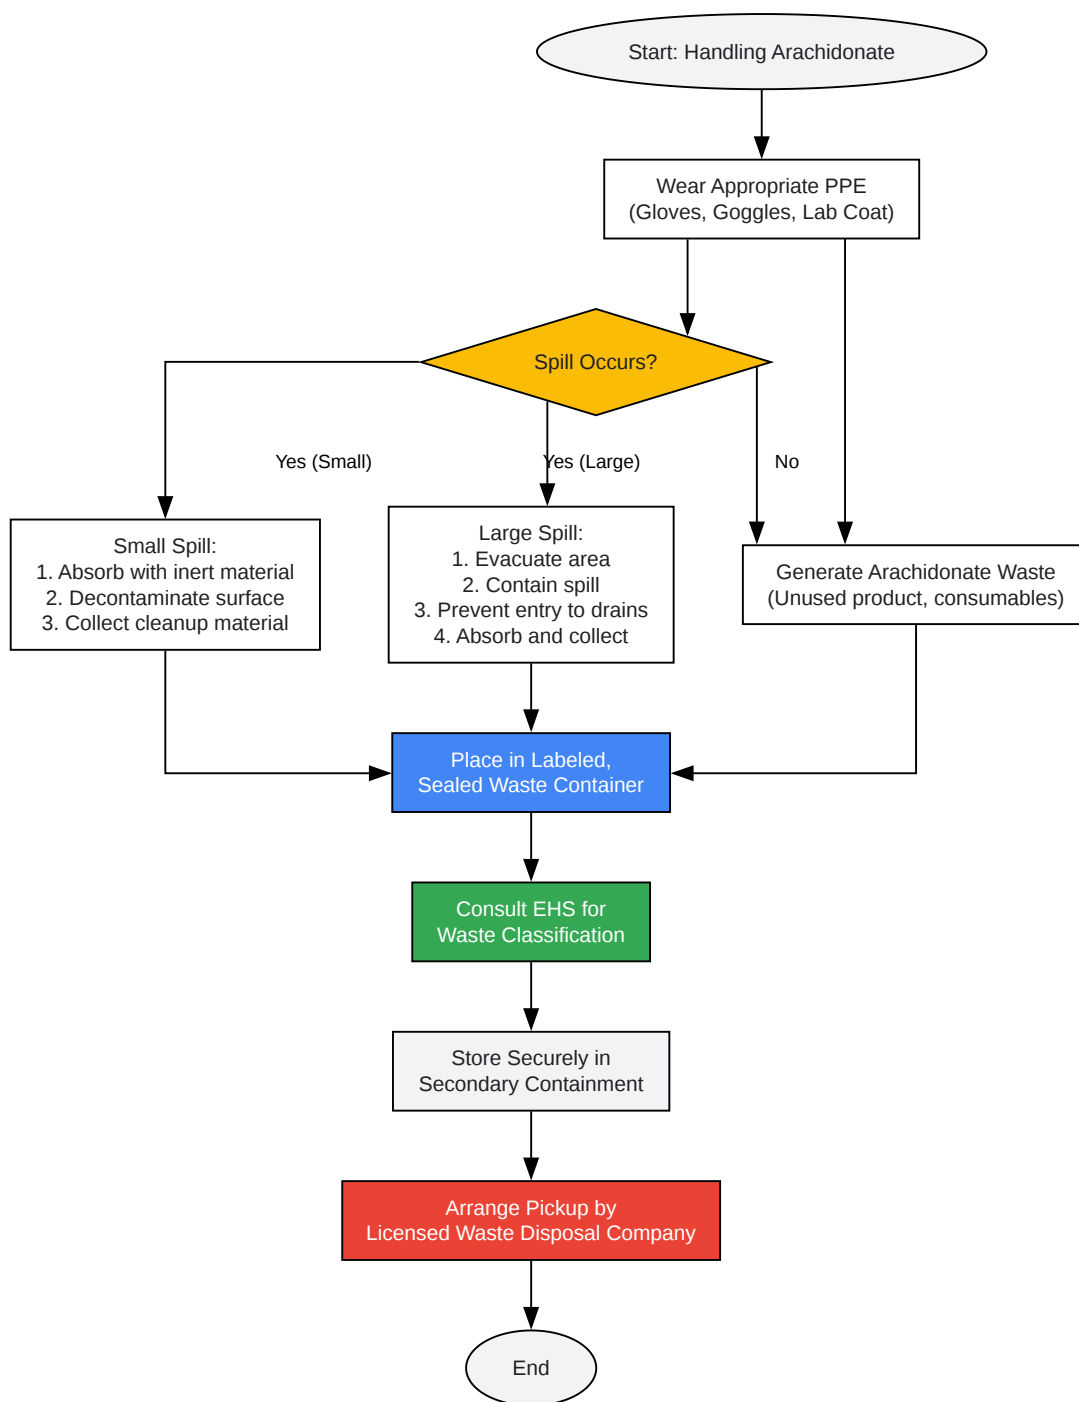 Start: Handling Arachidonate
Wear Appropriate PPE
(Gloves, Goggles, Lab Coat)
Spill Occurs?
Yes (Small)
Yes (Large)
No
Small Spill:
1. Absorb with inert material
2. Decontaminate surface
3. Collect cleanup material
Large Spill:
1. Evacuate area
2. Contain spill
3. Prevent entry to drains
4. Absorb and collect
Generate Arachidonate Waste
(Unused product, consumables)
Place in Labeled,
Sealed Waste Container
Consult EHS for
Waste Classification
Store Securely in
Secondary Containment
Arrange Pickup by
Licensed Waste Disposal Company
End